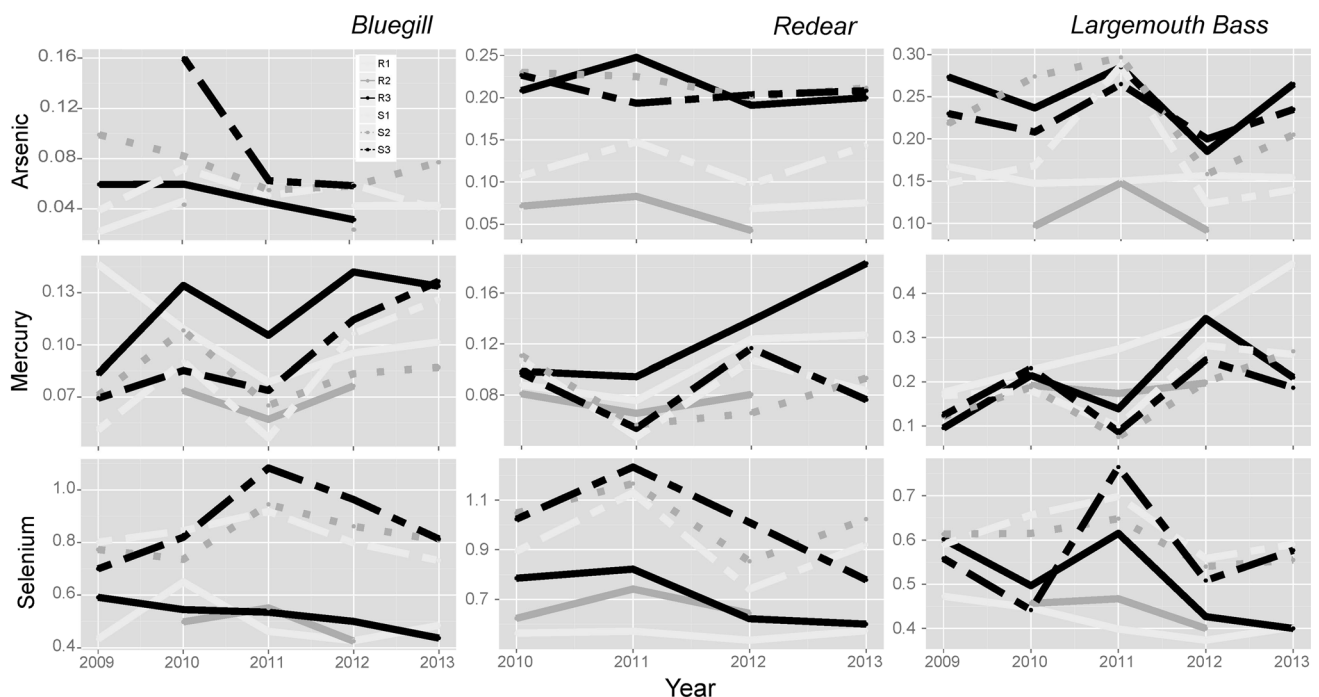 Bluegill
Redear
Largemouth Bass
Arsenic
0.16
0.12
0.08
0.04
R1
R2
R3
S1
S2
S3
0.25
0.20
0.15
0.10
0.05
0.30
0.25
0.20
0.15
0.10
Mercury
0.13
0.10
0.07
0.16
0.12
0.08
0.4
0.3
0.2
0.1
Selenium
1.0
0.8
0.6
0.4
1.1
0.9
0.7
0.7
0.6
0.5
0.4
2009 2010 2011 2012 2013
2010 2011 2012 2013
2009 2010 2011 2012 2013
Year